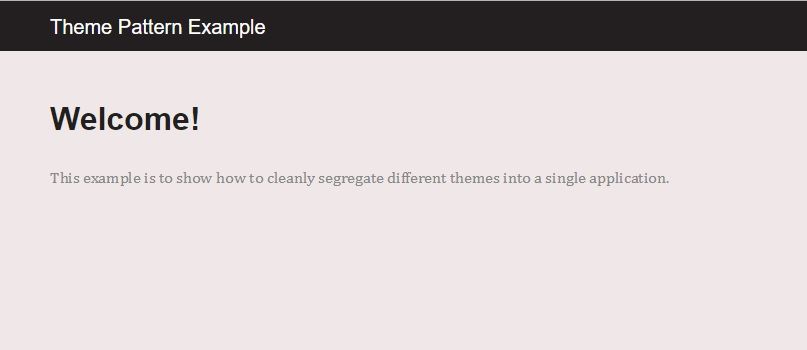 Theme Pattern Example
Welcome!
This example is to show how to cleanly segregate different themes into a single application.